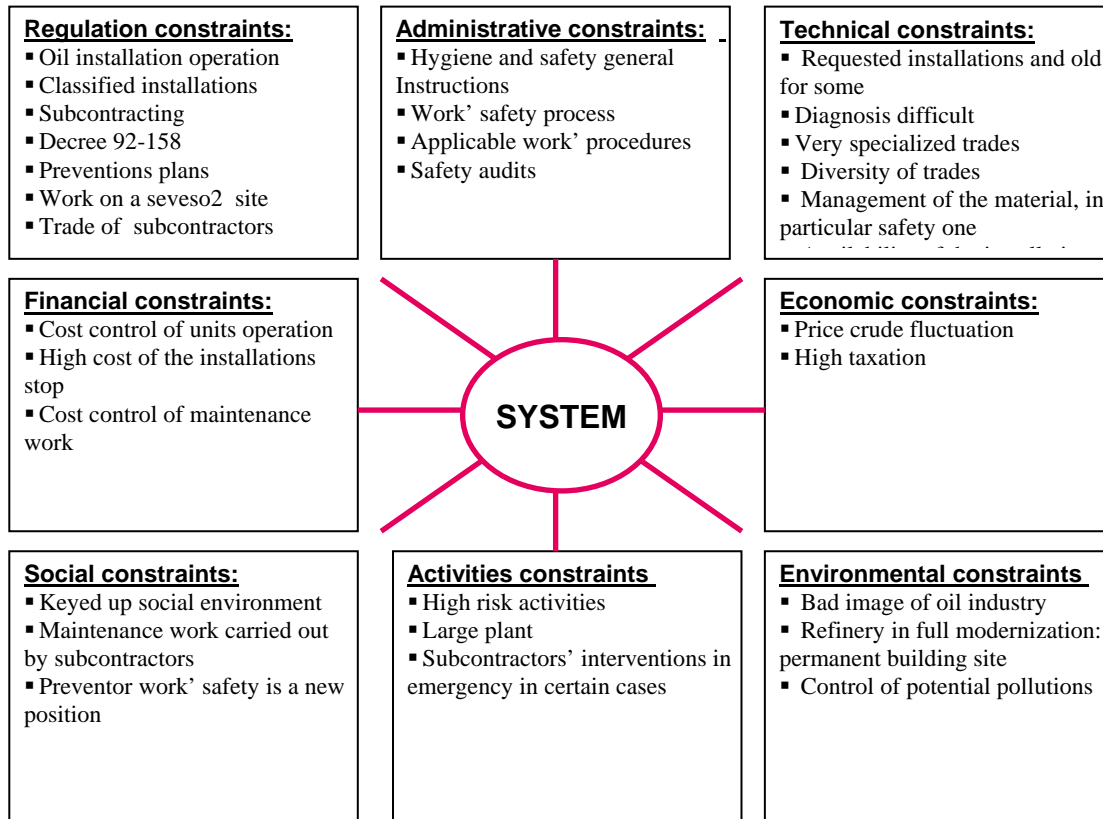 Regulation constraints:
▪ Oil installation operation
▪ Classified installations
▪ Subcontracting
▪ Decree 92-158
▪ Preventions plans
▪ Work on a seveso2 site
▪ Trade of subcontractors
Administrative constraints:
▪ Hygiene and safety general
Instructions
▪ Work’ safety process
▪ Applicable work’ procedures
▪ Safety audits
Technical constraints:
▪ Requested installations and old
for some
▪ Diagnosis difficult
▪ Very specialized trades
▪ Diversity of trades
▪ Management of the material, in
particular safety one
Financial constraints:
▪ Cost control of units operation
▪ High cost of the installations
stop
▪ Cost control of maintenance
work
SYSTEM
Economic constraints:
▪ Price crude fluctuation
▪ High taxation
Social constraints:
▪ Keyed up social environment
▪ Maintenance work carried out
by subcontractors
▪ Preventor work’ safety is a new
position
Activities constraints
▪ High risk activities
▪ Large plant
▪ Subcontractors’ interventions in
emergency in certain cases
Environmental constraints
▪ Bad image of oil industry
▪ Refinery in full modernization:
permanent building site
▪ Control of potential pollutions